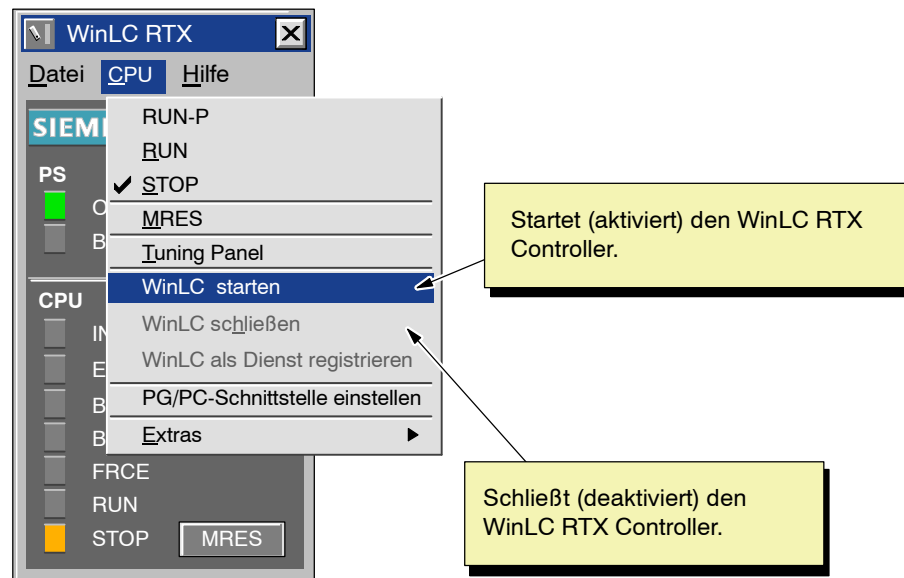 WinLC RTX
Datei CPU Hilfe
SIEM
RUN-P
RUN
STOP
MRES
Tuning Panel
WinLC starten
WinLC schließen
WinLC als Dienst registrieren
PG/PC-Schnittstelle einstellen
Extras
PS
O
B
CPU
IN
E
B
B
FRCE
RUN
STOP MRES
Startet (aktiviert) den WinLC RTX
Controller.
Schließt (deaktiviert) den
WinLC RTX Controller.